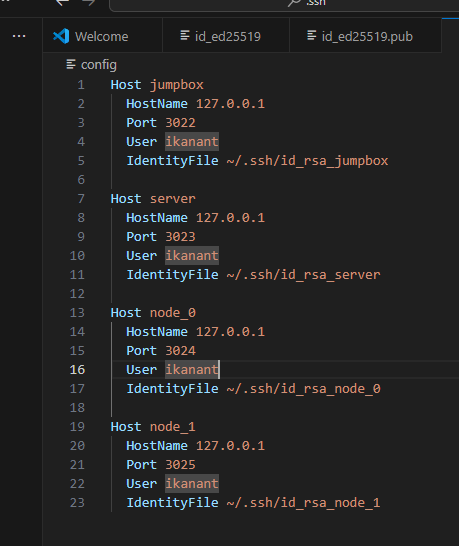 .ssh
Welcome
id_ed25519
id_ed25519.pub
config
1 Host jumpbox
2 HostName 127.0.0.1
3 Port 3022
4 User ikanant
5 IdentityFile ~/.ssh/id_rsa_jumpbox
6
7 Host server
8 HostName 127.0.0.1
9 Port 3023
10 User ikanant
11 IdentityFile ~/.ssh/id_rsa_server
12
13 Host node_0
14 HostName 127.0.0.1
15 Port 3024
16 User ikanant
17 IdentityFile ~/.ssh/id_rsa_node_0
18
19 Host node_1
20 HostName 127.0.0.1
21 Port 3025
22 User ikanant
23 IdentityFile ~/.ssh/id_rsa_node_1